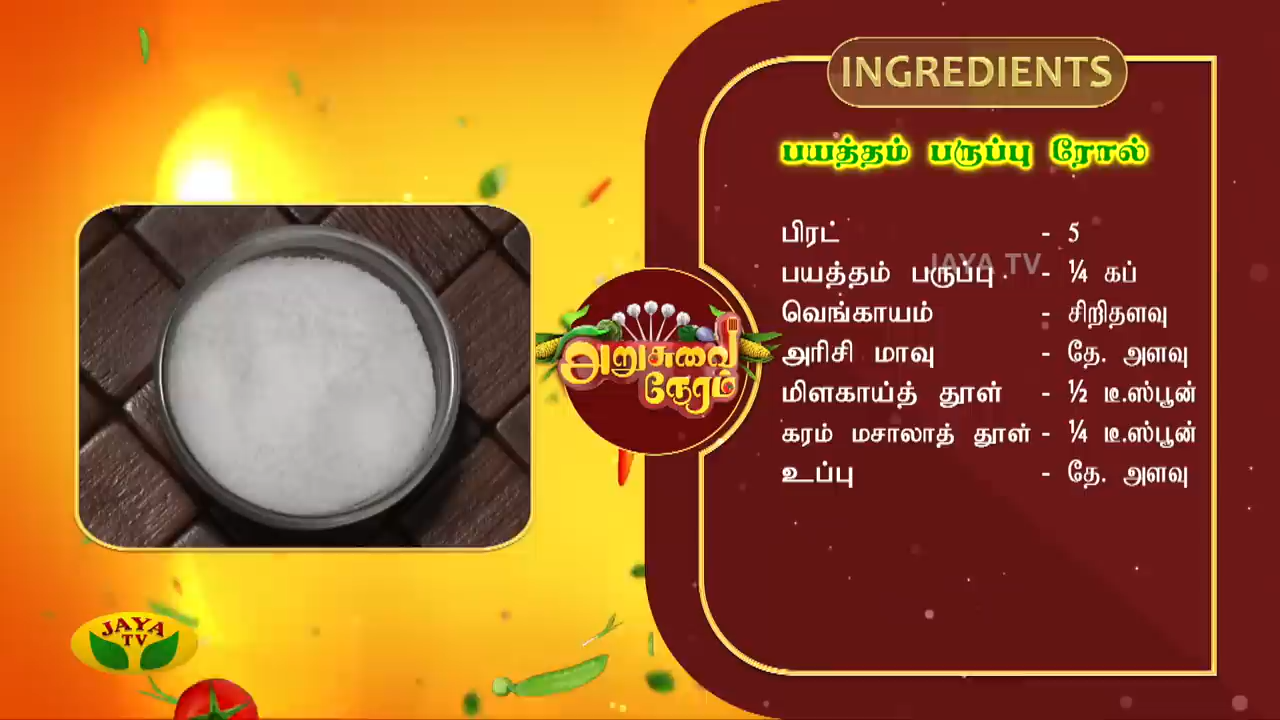 INGREDIENTS
பயத்தம் பருப்பு ரோல்
பிரட் - 5
JAYA TV
பயத்தம் பருப்பு - ¼ கப்
வெங்காயம் - சிறிதளவு
அரிசி மாவு - தே. அளவு
மிளகாய்த் தூள் - ½ டீ.ஸ்பூன்
கரம் மசாலாத் தூள் - ¼ டீ.ஸ்பூன்
உப்பு - தே. அளவு
அறுசுவை
நேரம்
JAYA
TV